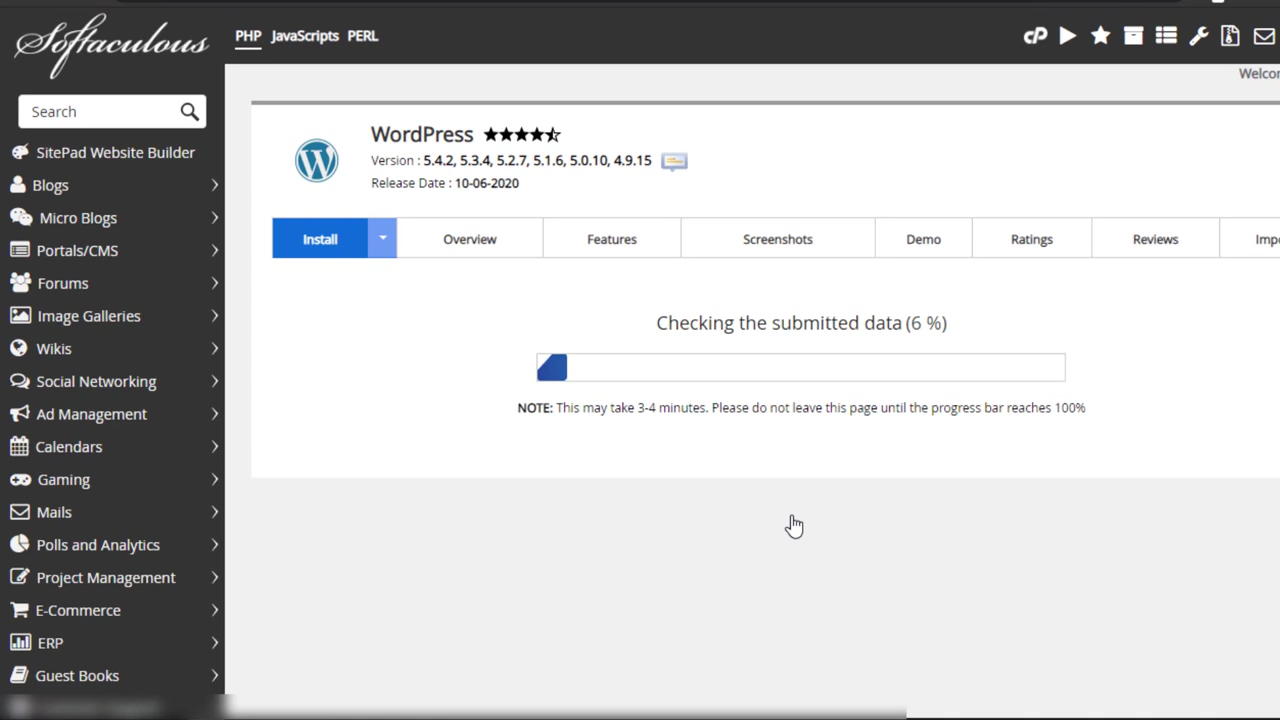 Softaculous
PHP JavaScripts PERL
cP
Welcom
Search
SitePad Website Builder
Blogs
Micro Blogs
Portals/CMS
Forums
Image Galleries
Wikis
Social Networking
Ad Management
Calendars
Gaming
Mails
Polls and Analytics
Project Management
E-Commerce
ERP
Guest Books
WordPress
Version : 5.4.2, 5.3.4, 5.2.7, 5.1.6, 5.0.10, 4.9.15
Release Date : 10-06-2020
Install Overview Features Screenshots Demo Ratings Reviews Impo
Checking the submitted data (6 %)
NOTE: This may take 3-4 minutes. Please do not leave this page until the progress bar reaches 100%